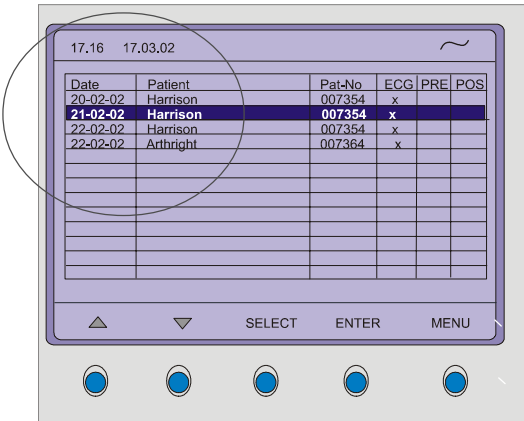 17.16 17.03.02
Date Patient Pat-No ECG PRE POS
20-02-02 Harrison 007354 x
21-02-02 Harrison 007354 x
22-02-02 Harrison 007354 x
22-02-02 Arthright 007364 x
SELECT ENTER MENU